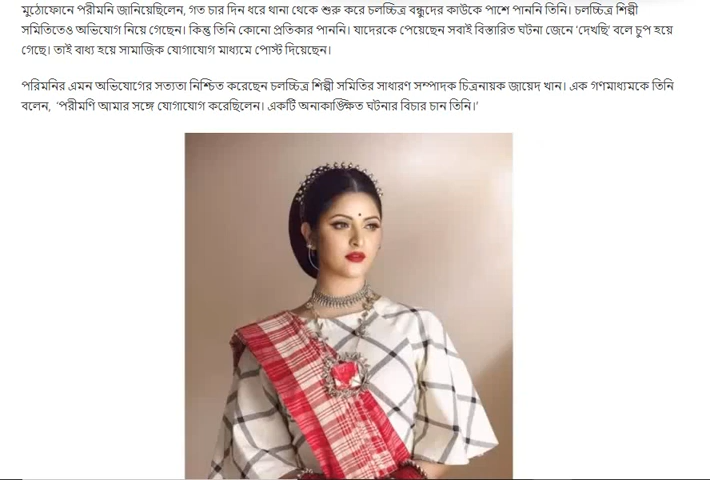 মুঠোফোনে পরীমনি জানিয়েছিলেন, গত চার দিন ধরে থানা থেকে শুরু করে চলচ্চিত্র বন্ধুদের কাউকে পাশে পাননি তিনি। চলচ্চিত্র শিল্পী
সমিতিতেও অভিযোগ নিয়ে গেছেন। কিন্তু তিনি কোনো প্রতিকার পাননি। যাদেরকে পেয়েছেন সবাই বিস্তারিত ঘটনা জেনে 'দেখছি' বলে চুপ হয়ে
গেছে। তাই বাধ্য হয়ে সামাজিক যোগাযোগ মাধ্যমে পোস্ট দিয়েছেন।
পরিমনির এমন অভিযোগের সত্যতা নিশ্চিত করেছেন চলচ্চিত্র শিল্পী সমিতির সাধারণ সম্পাদক চিত্রনায়ক জায়েদ খান। এক গণমাধ্যমকে তিনি
বলেন, 'পরীমণি আমার সঙ্গে যোগাযোগ করেছিলেন। একটি অনাকাঙ্ক্ষিত ঘটনার বিচার চান তিনি।'